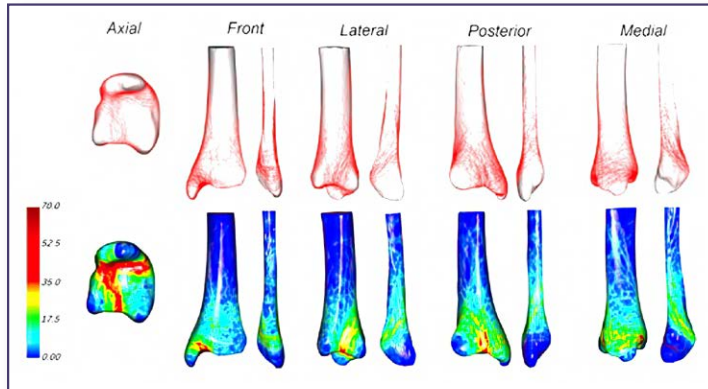 Axial
Front
Lateral
Posterior
Medial
70.0
52.5
35.0
17.5
0.00